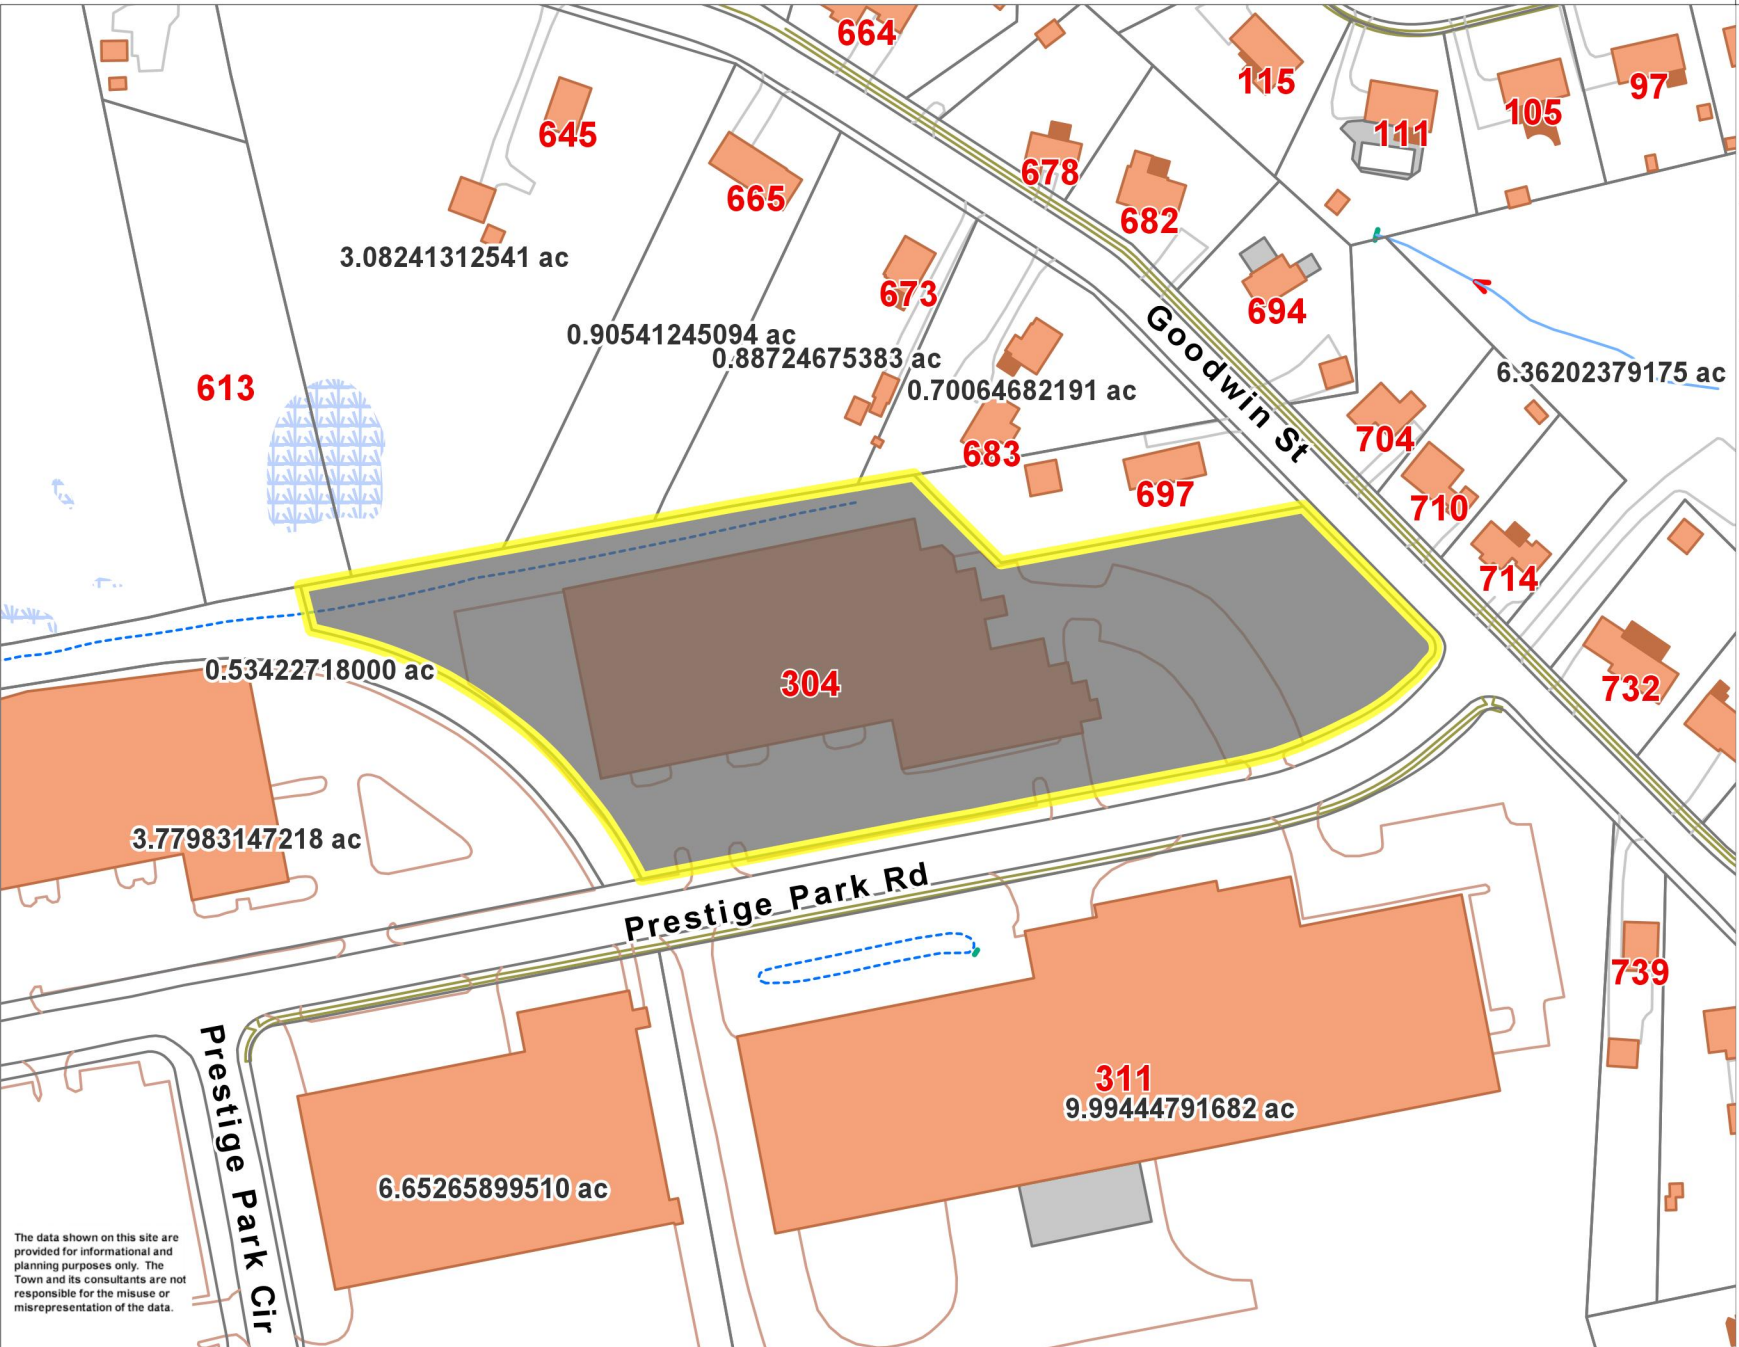 664
115
97
105
111
645
678
665
682
3.08241312541 ac
673
694
Goodwin St
0.90541245094 ac
0.88724675383 ac
6.36202379175 ac
613
0.70064682191 ac
704
683
697
710
714
304
0.53422718000 ac
732
3.77983147218 ac
Prestige Park Rd
739
Prestige Park Cir
311
9.99444791682 ac
6.65265899510 ac
The data shown on this site are
provided for informational and
planning purposes only. The
Town and its consultants are not
responsible for the misuse or
misrepresentation of the data.